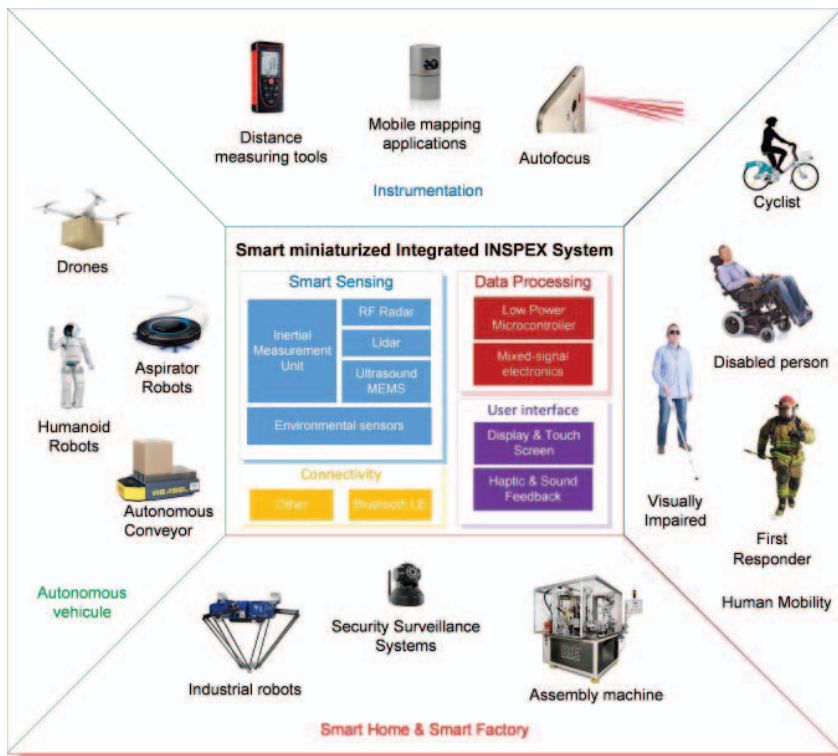 Distance
measuring tools
Mobile mapping
applications
Autofocus
Instrumentation
Cyclist
Drones
Smart miniaturized Integrated INSPEX System
Smart Sensing
Inertial
Measurement
Unit
RF Radar
Lidar
Ultrasound
MEMS
Environmental sensors
Data Processing
Low Power
Microcontroller
Mixed-signal
electronics
User interface
Display & Touch
Screen
Haptic & Sound
Feedback
Connectivity
Other
Bluetooth LE
Aspirator
Robots
Humanoid
Robots
WEASEL
Autonomous
Conveyor
Autonomous
vehicule
Disabled person
Visually
Impaired
First
Responder
Human Mobility
Industrial robots
Security Surveillance
Systems
Assembly machine
Smart Home & Smart Factory